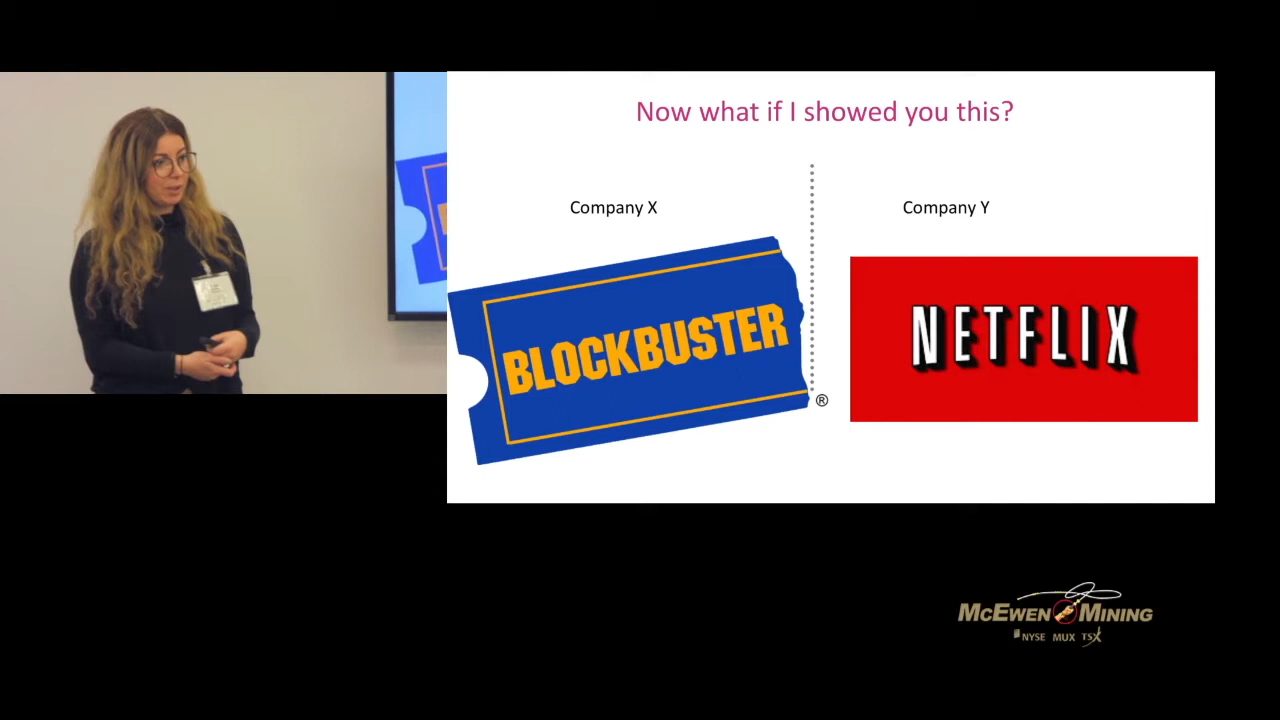 Now what if I showed you this?
Company X
Company Y
BLOCKBUSTER
®
NETFLIX
McEWEN MINING
NYSE MUX TSX